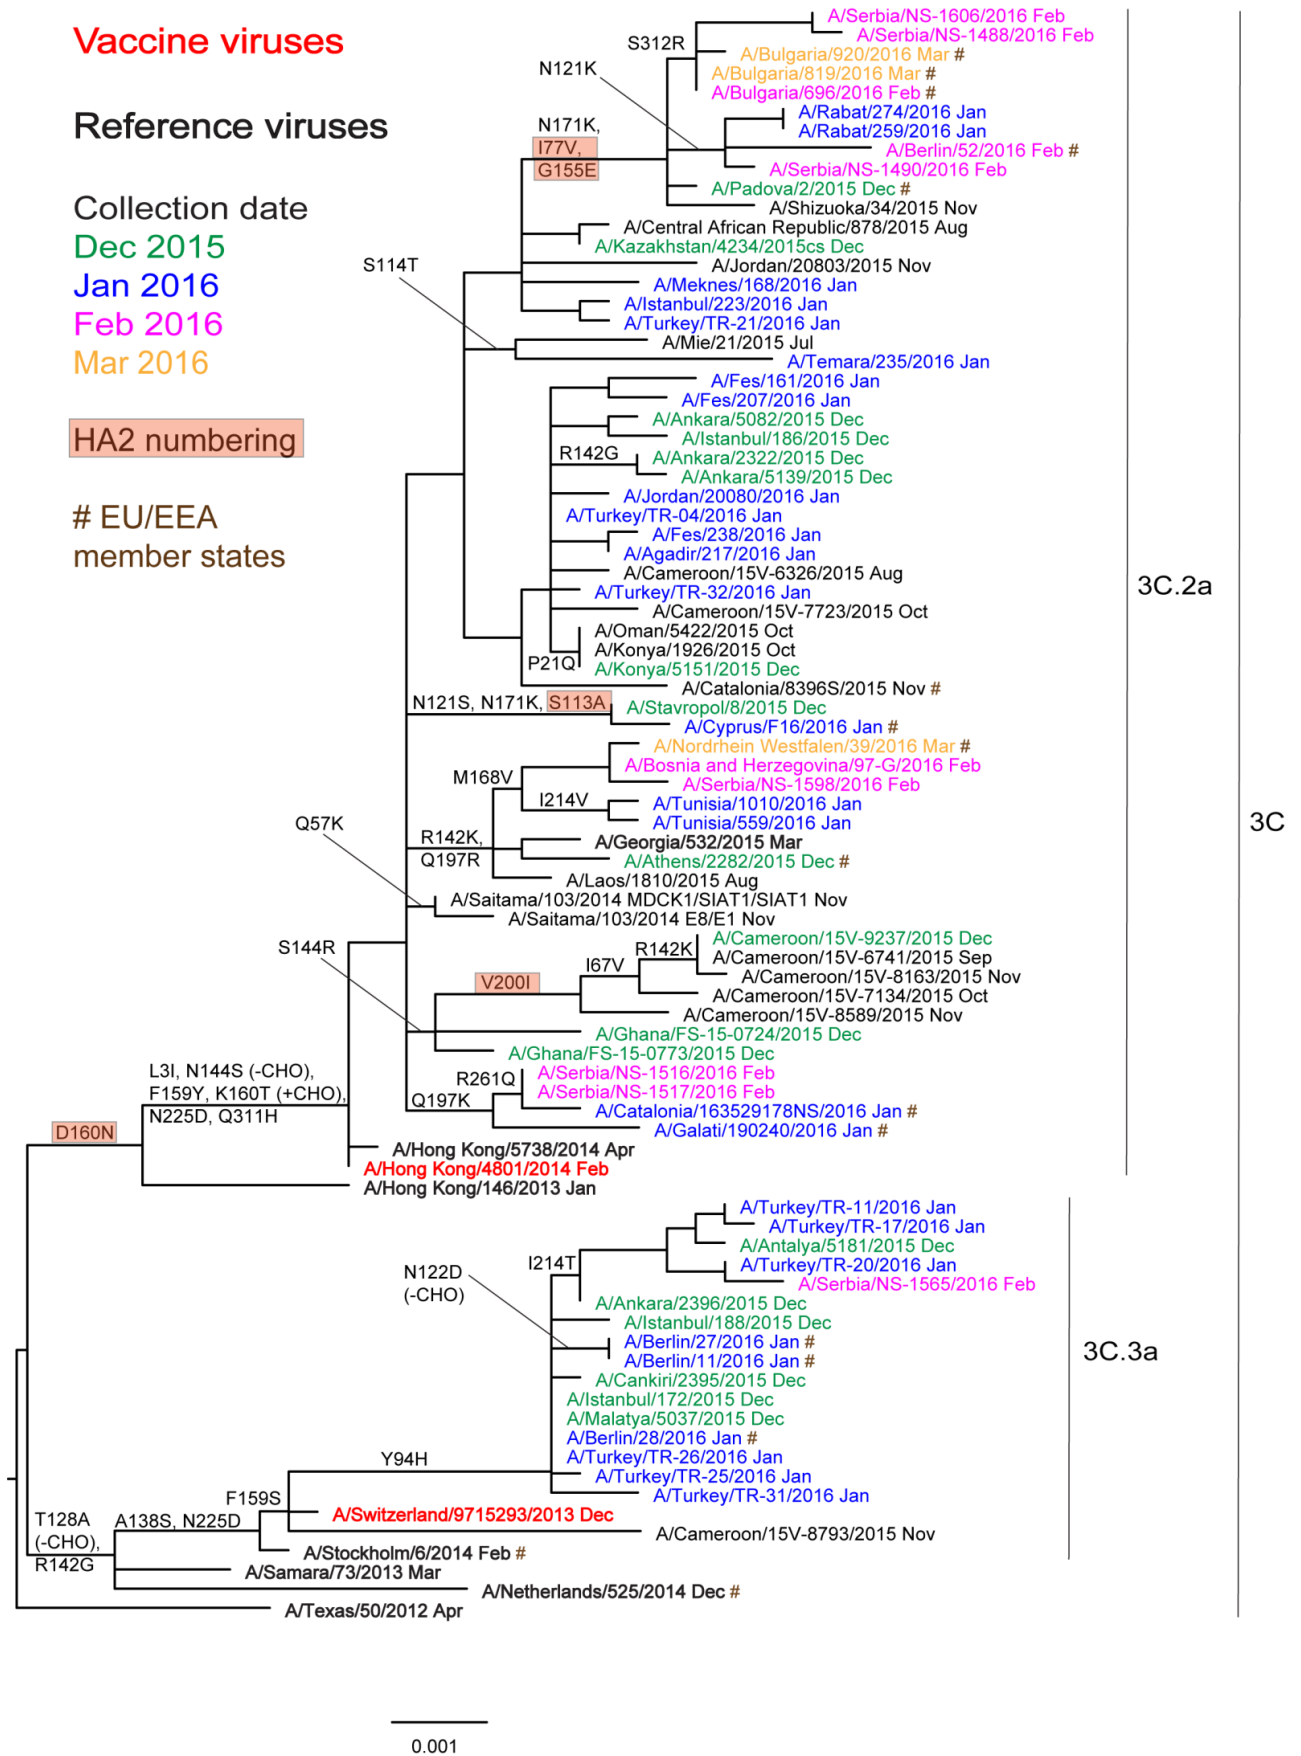 Vaccine viruses
Reference viruses
Collection date
Dec 2015
Jan 2016
Feb 2016
Mar 2016
HA2 numbering
# EU/EEA
member states
A/Serbia/NS-1606/2016 Feb
A/Serbia/NS-1488/2016 Feb
S312R
A/Bulgaria/920/2016 Mar #
N121K
A/Bulgaria/819/2016 Mar #
A/Bulgaria/696/2016 Feb #
A/Rabat/274/2016 Jan
N171K,
I77V,
G155E
A/Rabat/259/2016 Jan
A/Berlin/52/2016 Feb #
A/Serbia/NS-1490/2016 Feb
A/Padova/2/2015 Dec #
A/Shizuoka/34/2015 Nov
A/Central African Republic/878/2015 Aug
A/Kazakhstan/4234/2015cs Dec
S114T
A/Jordan/20803/2015 Nov
A/Meknes/168/2016 Jan
A/Istanbul/223/2016 Jan
A/Turkey/TR-21/2016 Jan
A/Mie/21/2015 Jul
A/Temara/235/2016 Jan
A/Fes/161/2016 Jan
A/Fes/207/2016 Jan
A/Ankara/5082/2015 Dec
A/Istanbul/186/2015 Dec
R142G
A/Ankara/2322/2015 Dec
A/Ankara/5139/2015 Dec
A/Jordan/20080/2016 Jan
A/Turkey/TR-04/2016 Jan
A/Fes/238/2016 Jan
A/Agadir/217/2016 Jan
A/Cameroon/15V-6326/2015 Aug
3C.2a
A/Turkey/TR-32/2016 Jan
A/Cameroon/15V-7723/2015 Oct
A/Oman/5422/2015 Oct
A/Konya/1926/2015 Oct
P21Q
A/Konya/5151/2015 Dec
A/Catalonia/8396S/2015 Nov #
N121S, N171K, S113A
A/Stavropol/8/2015 Dec
A/Cyprus/F16/2016 Jan #
A/Nordrhein Westfalen/39/2016 Mar #
A/Bosnia and Herzegovina/97-G/2016 Feb
M168V
A/Serbia/NS-1598/2016 Feb
I214V
A/Tunisia/1010/2016 Jan
A/Tunisia/559/2016 Jan
3C
Q57K
R142K,
Q197R
A/Georgia/532/2015 Mar
A/Athens/2282/2015 Dec #
A/Laos/1810/2015 Aug
A/Saitama/103/2014 MDCK1/SIAT1/SIAT1 Nov
A/Saitama/103/2014 E8/E1 Nov
S144R
A/Cameroon/15V-9237/2015 Dec
R142K
A/Cameroon/15V-6741/2015 Sep
I67V
A/Cameroon/15V-8163/2015 Nov
V200I
A/Cameroon/15V-7134/2015 Oct
A/Cameroon/15V-8589/2015 Nov
A/Ghana/FS-15-0724/2015 Dec
A/Ghana/FS-15-0773/2015 Dec
L3I, N144S (-CHO),
F159Y, K160T (+CHO),
N225D, Q311H
R261Q
A/Serbia/NS-1516/2016 Feb
A/Serbia/NS-1517/2016 Feb
Q197K
A/Catalonia/163529178NS/2016 Jan #
A/Galati/190240/2016 Jan #
D160N
A/Hong Kong/5738/2014 Apr
A/Hong Kong/4801/2014 Feb
A/Hong Kong/146/2013 Jan
A/Turkey/TR-11/2016 Jan
A/Turkey/TR-17/2016 Jan
A/Antalya/5181/2015 Dec
I214T
A/Turkey/TR-20/2016 Jan
N122D
(-CHO)
A/Serbia/NS-1565/2016 Feb
A/Ankara/2396/2015 Dec
A/Istanbul/188/2015 Dec
A/Berlin/27/2016 Jan #
3C.3a
A/Berlin/11/2016 Jan #
A/Cankiri/2395/2015 Dec
A/Istanbul/172/2015 Dec
A/Malatya/5037/2015 Dec
A/Berlin/28/2016 Jan #
Y94H
A/Turkey/TR-26/2016 Jan
A/Turkey/TR-25/2016 Jan
A/Turkey/TR-31/2016 Jan
F159S
A/Switzerland/9715293/2013 Dec
T128A
(-CHO),
R142G
A138S, N225D
A/Cameroon/15V-8793/2015 Nov
A/Stockholm/6/2014 Feb #
A/Samara/73/2013 Mar
A/Netherlands/525/2014 Dec #
A/Texas/50/2012 Apr
0.001